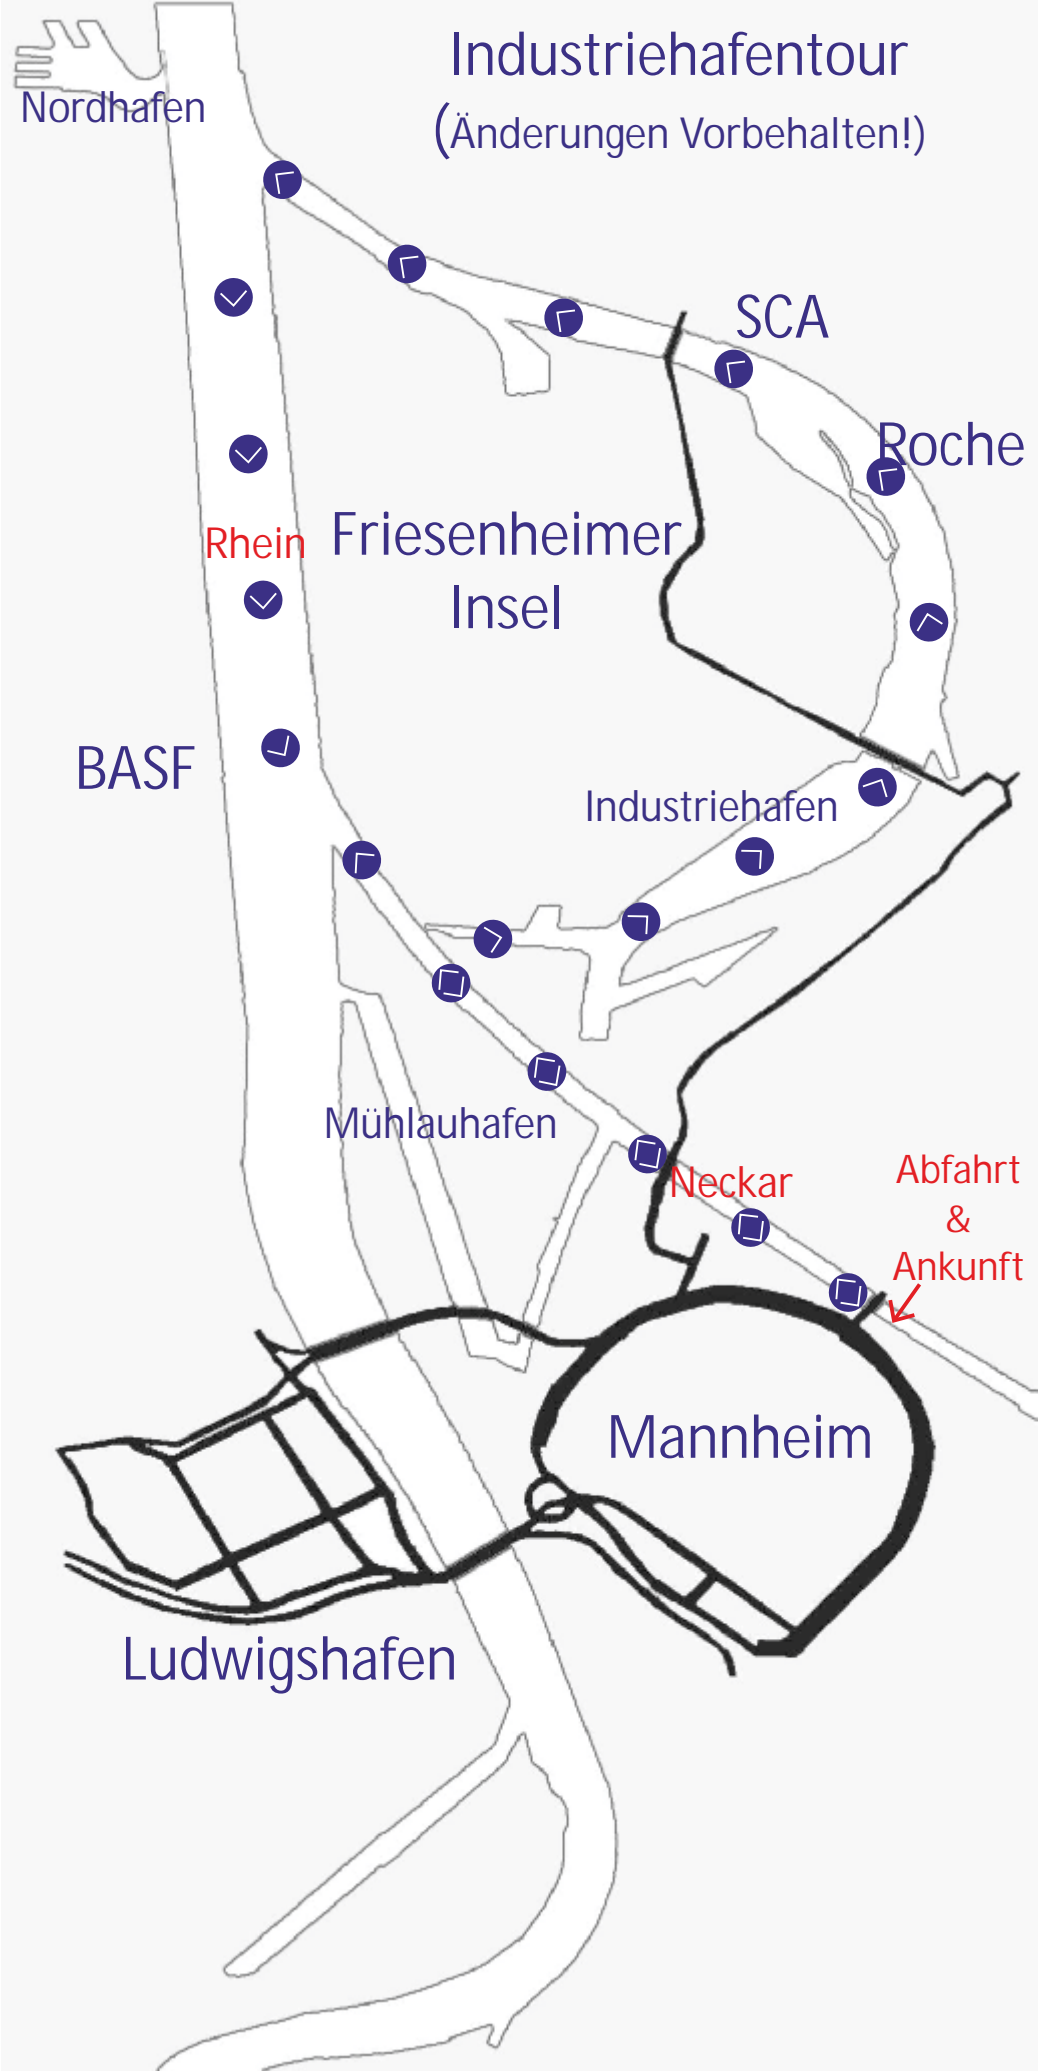 Industriehafentour
(Änderungen Vorbehalten!)
Nordhafen
SCA
Roche
Rhein
Friesenheimer
Insel
BASF
Industriehafen
Mühlauhafen
Neckar
Abfahrt
&
Ankunft
Mannheim
Ludwigshafen